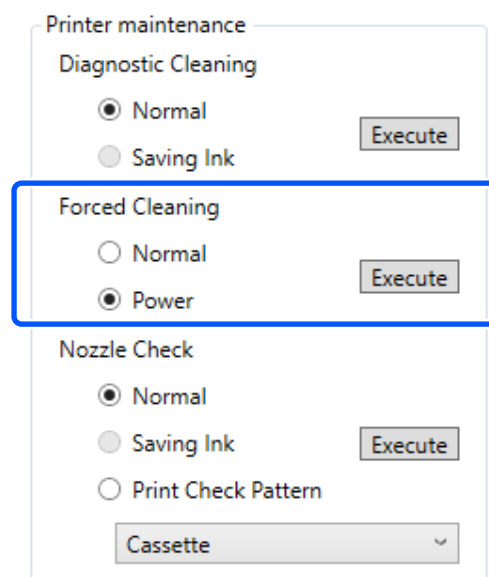 Printer maintenance
Diagnostic Cleaning
Normal
Execute
Saving Ink
Forced Cleaning
Normal
Execute
Power
Nozzle Check
Normal
Saving Ink
Execute
Print Check Pattern
Cassette